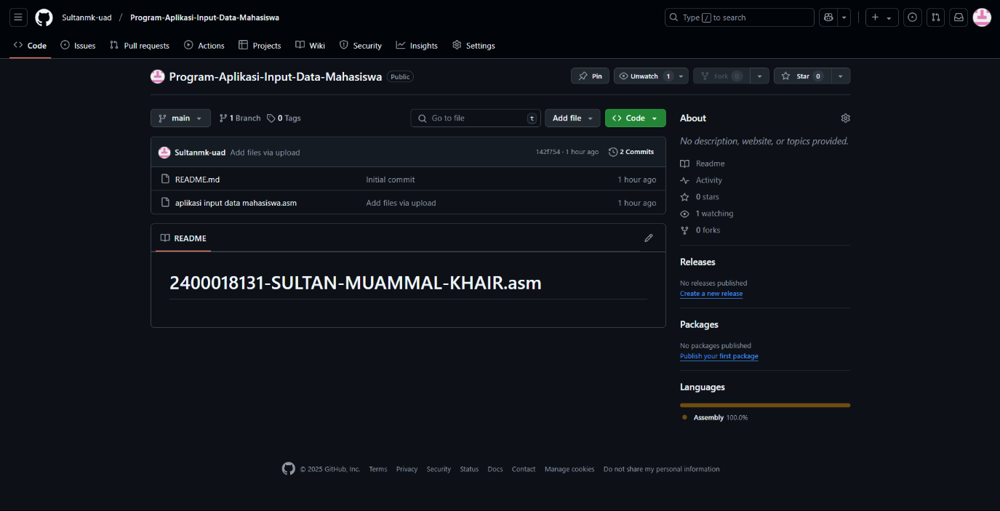 Sultanmk-uad / Program-Aplikasi-Input-Data-Mahasiswa Type / to search
Code Issues Pull requests Actions Projects Wiki Security Insights Settings
Program-Aplikasi-Input-Data-Mahasiswa Public Pin Unwatch 1 Fork 0 Star 0
main 1 Branch 0 Tags Go to file t Add file Code
Sultanmk-uad Add files via upload 142f754 · 1 hour ago 2 Commits
README.md Initial commit 1 hour ago
aplikasi input data mahasiswa.asm Add files via upload 1 hour ago
README
2400018131-SULTAN-MUAMMAL-KHAIR.asm
About
No description, website, or topics provided.
Readme
Activity
0 stars
1 watching
0 forks
Releases
No releases published
Create a new release
Packages
No packages published
Publish your first package
Languages
Assembly 100.0%
© 2025 GitHub, Inc. Terms Privacy Security Status Docs Contact Manage cookies Do not share my personal information